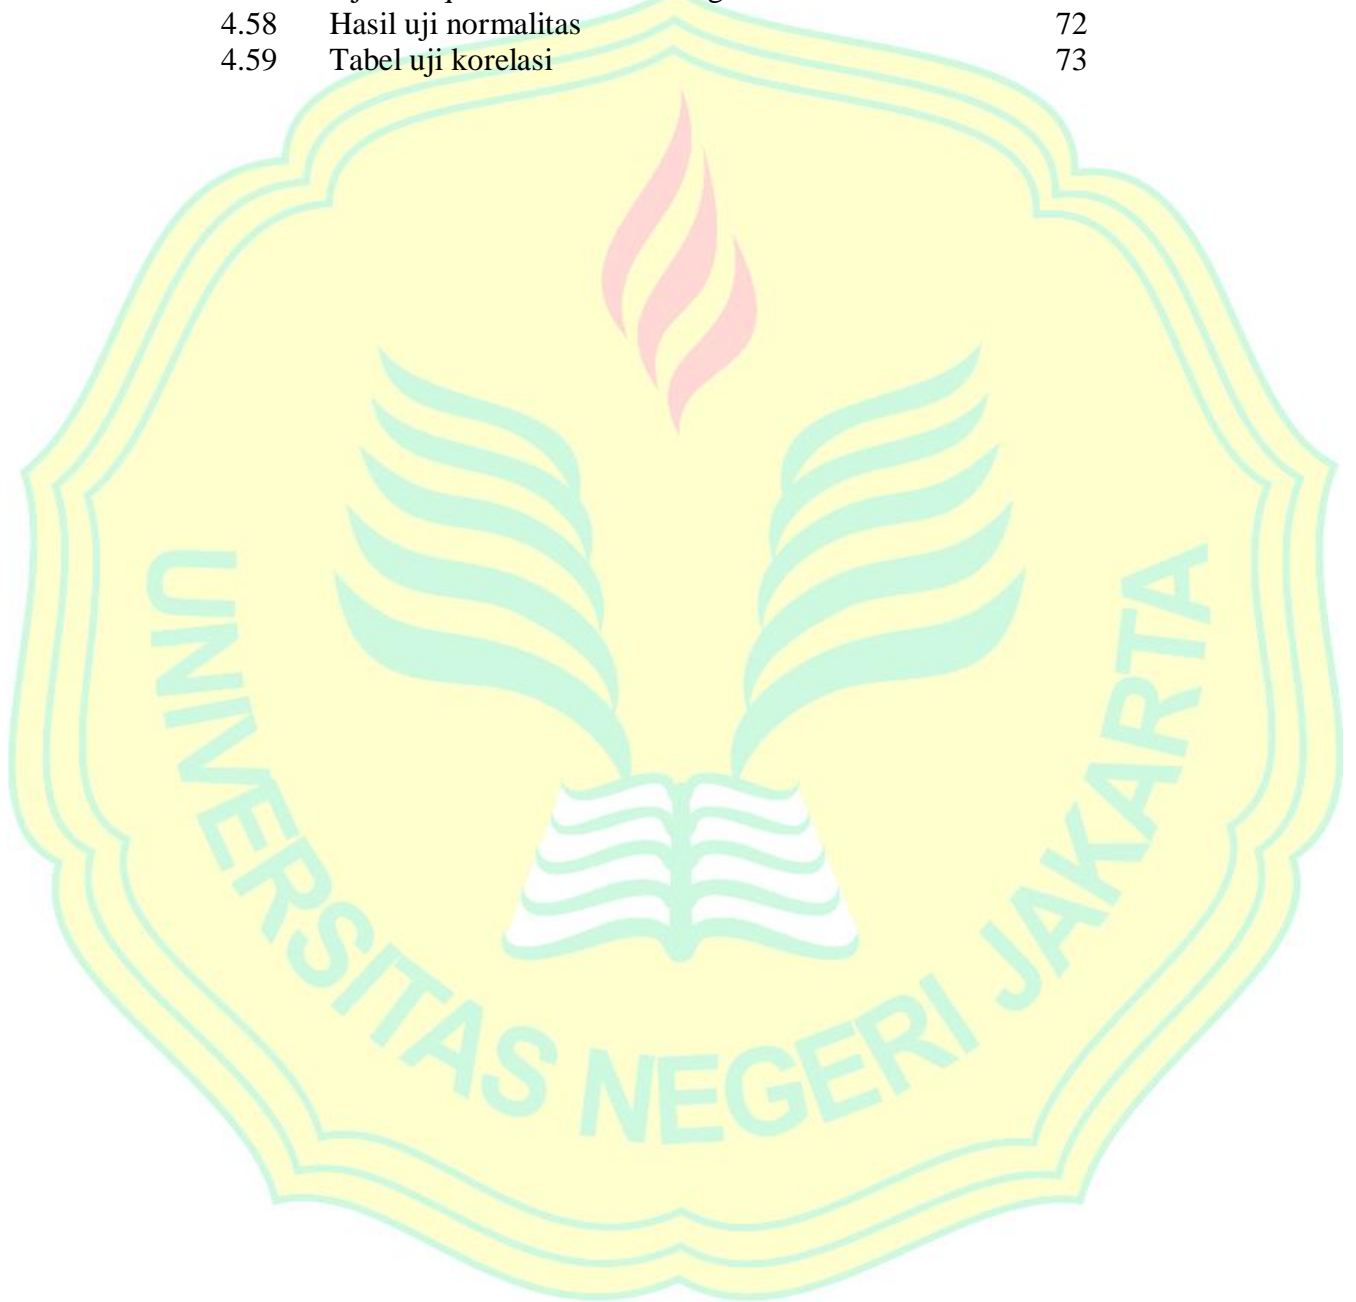 4.58 Hasil uji normalitas 72
4.59 Tabel uji korelasi 73
UNIVERSITAS NEGERI JAKARTA